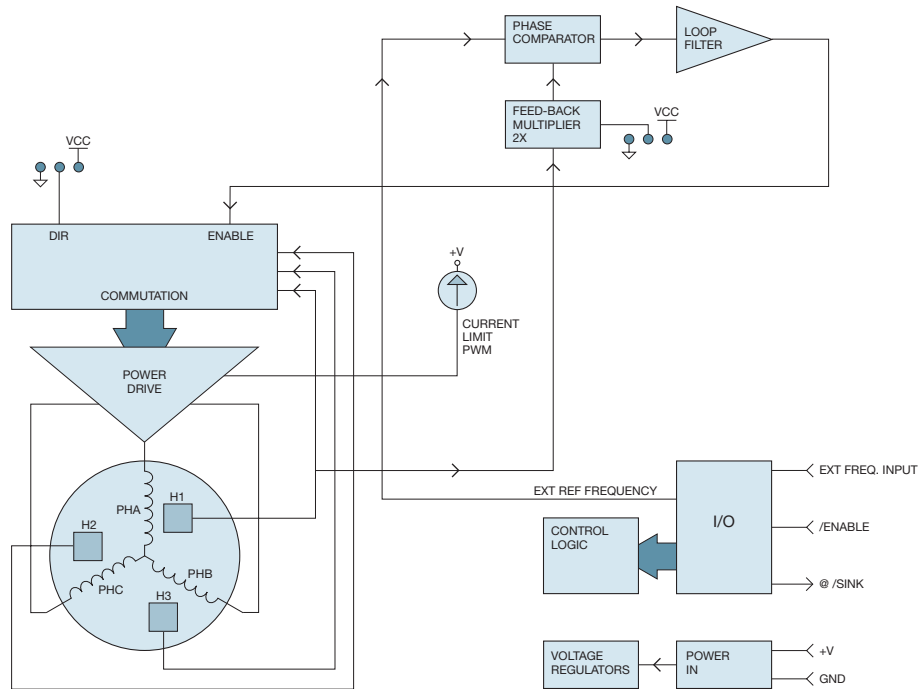 PHASE
COMPARATOR
LOOP
FILTER
FEED-BACK
MULTIPLIER
2X
VCC
VCC
DIR
ENABLE
COMMUTATION
+V
CURRENT
LIMIT
PWM
POWER
DRIVE
PHA
H1
H2
PHC
PHB
H3
EXT REF FREQUENCY
I/O
EXT FREQ. INPUT
/ENABLE
@ /SINK
CONTROL
LOGIC
VOLTAGE
REGULATORS
POWER
IN
+V
GND